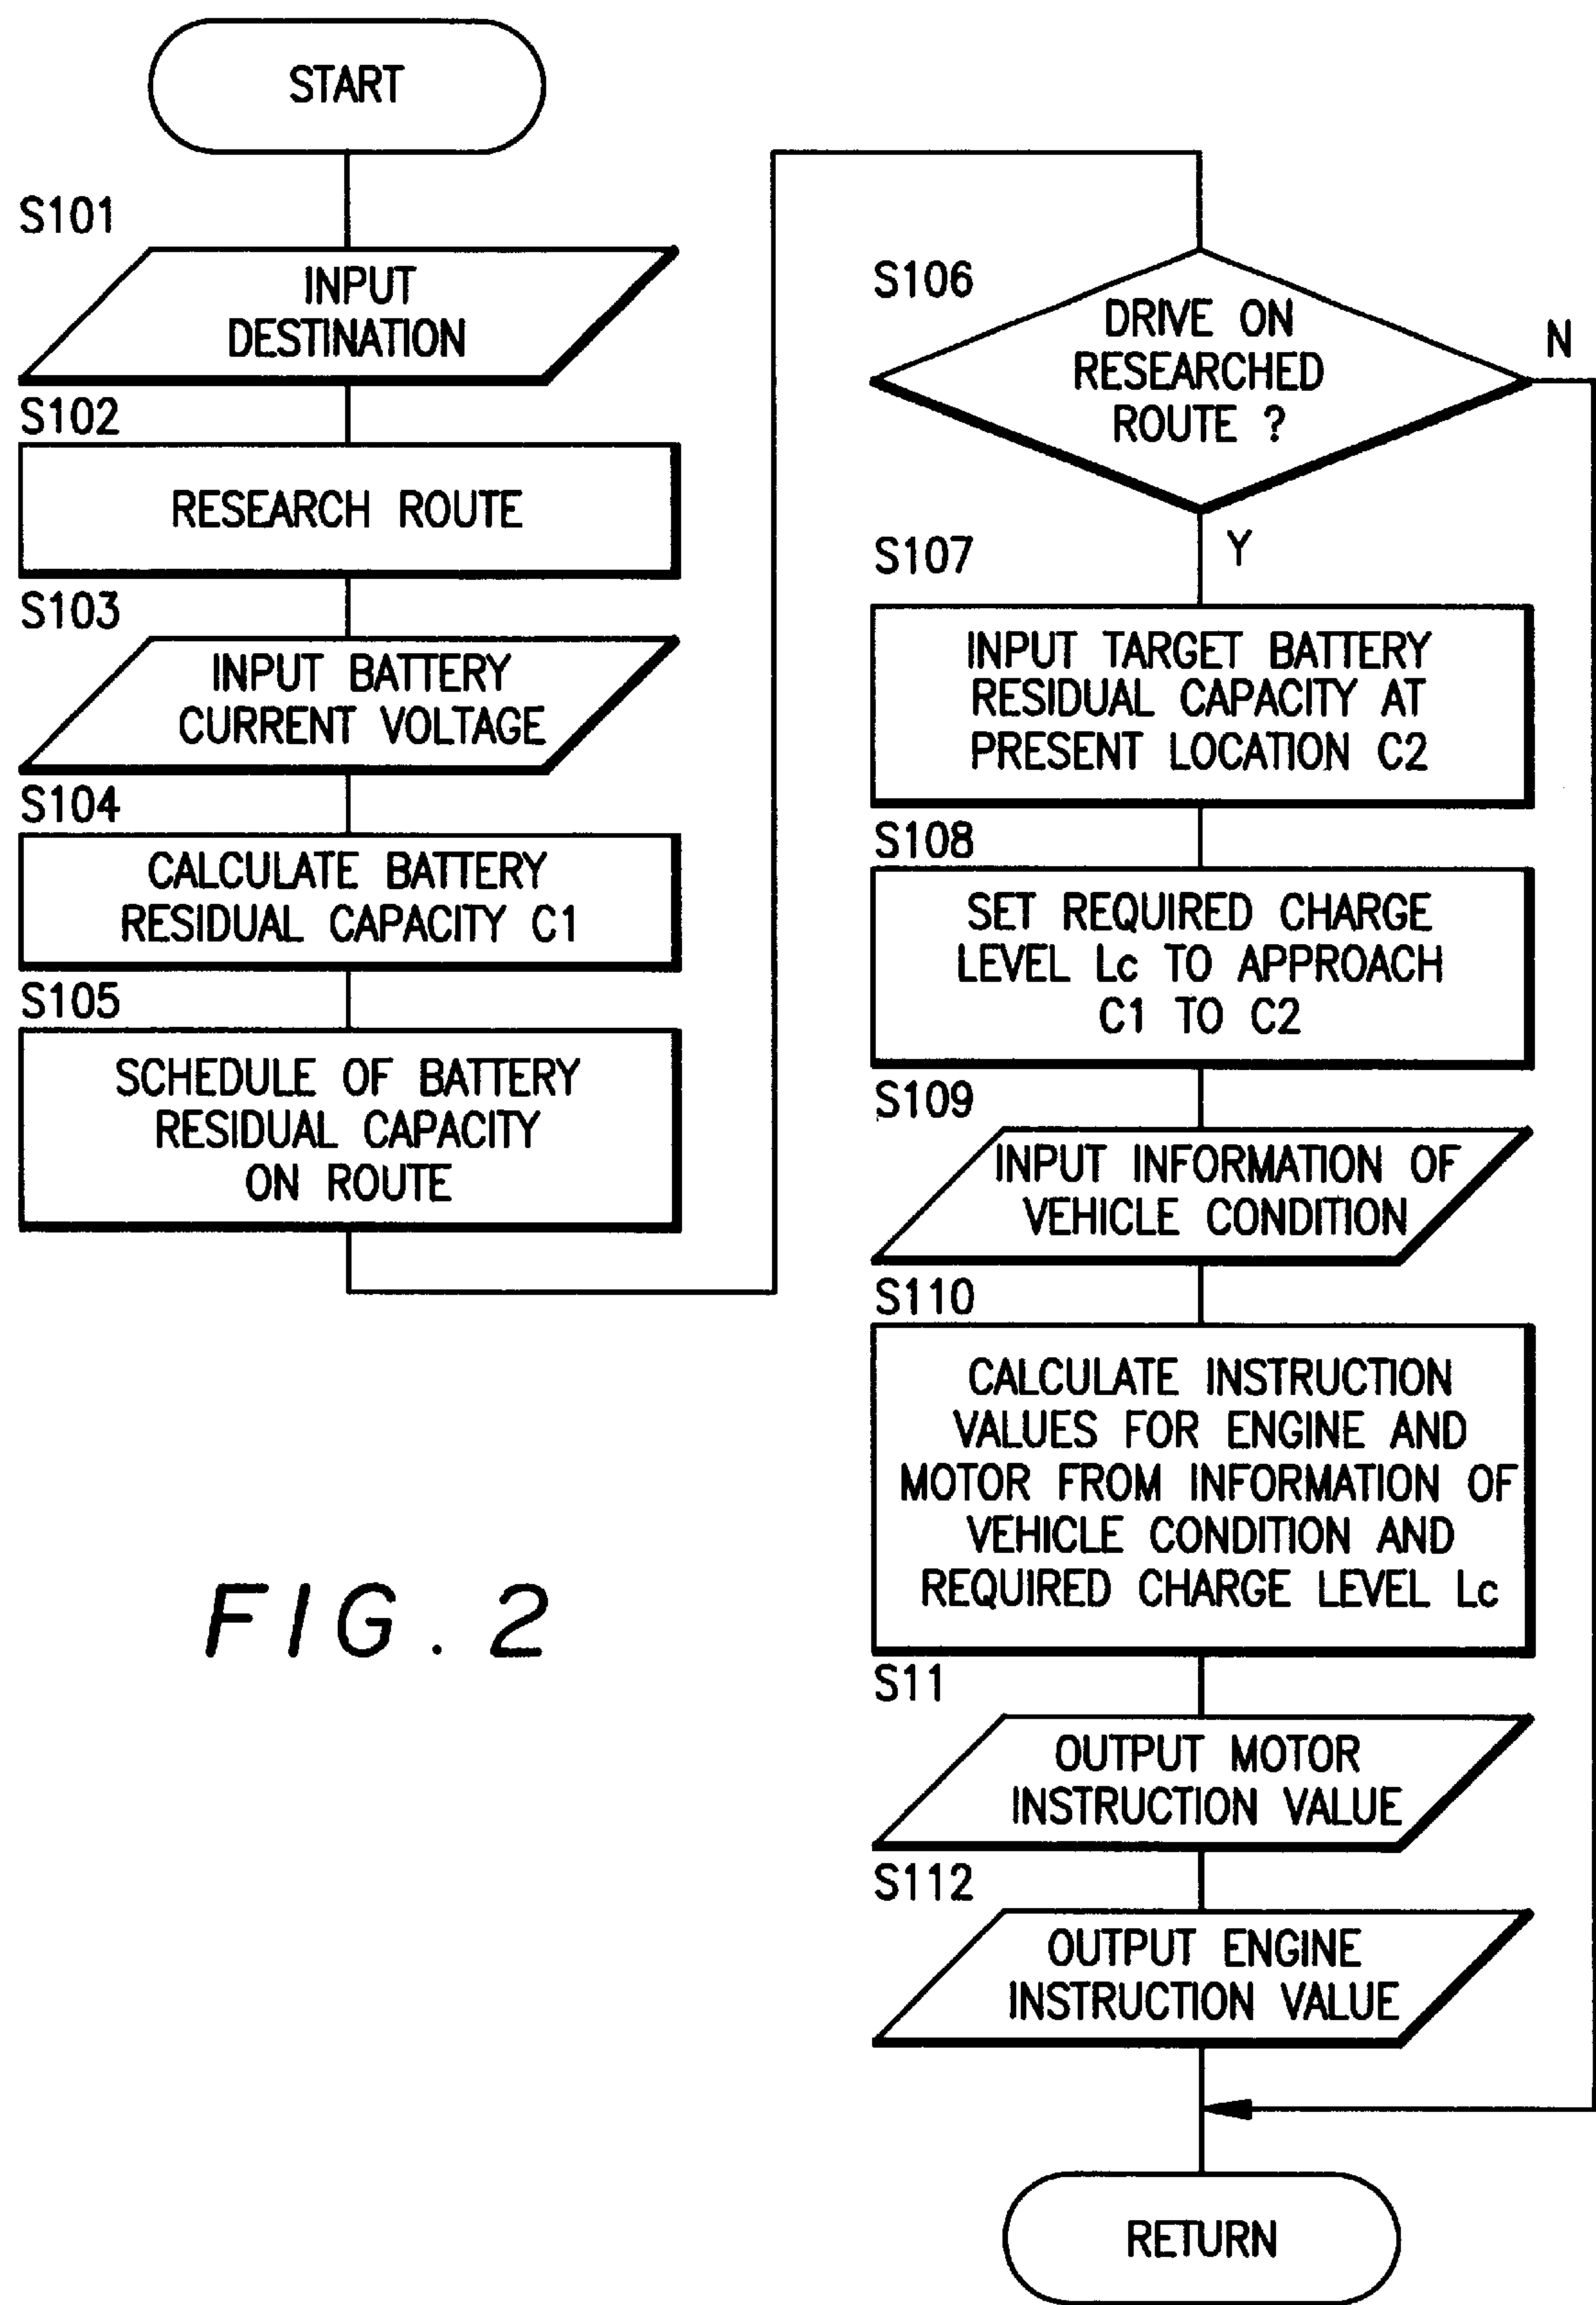 START
S101
INPUT
DESTINATION
S102
RESEARCH ROUTE
S103
INPUT BATTERY
CURRENT VOLTAGE
S104
CALCULATE BATTERY
RESIDUAL CAPACITY C1
S105
SCHEDULE OF BATTERY
RESIDUAL CAPACITY
ON ROUTE
S106
DRIVE ON
RESEARCHED
ROUTE ?
N
Y
S107
INPUT TARGET BATTERY
RESIDUAL CAPACITY AT
PRESENT LOCATION C2
S108
SET REQUIRED CHARGE
LEVEL Lc TO APPROACH
C1 TO C2
S109
INPUT INFORMATION OF
VEHICLE CONDITION
S110
CALCULATE INSTRUCTION
VALUES FOR ENGINE AND
MOTOR FROM INFORMATION OF
VEHICLE CONDITION AND
REQUIRED CHARGE LEVEL Lc
S11
OUTPUT MOTOR
INSTRUCTION VALUE
S112
OUTPUT ENGINE
INSTRUCTION VALUE
RETURN
FIG. 2